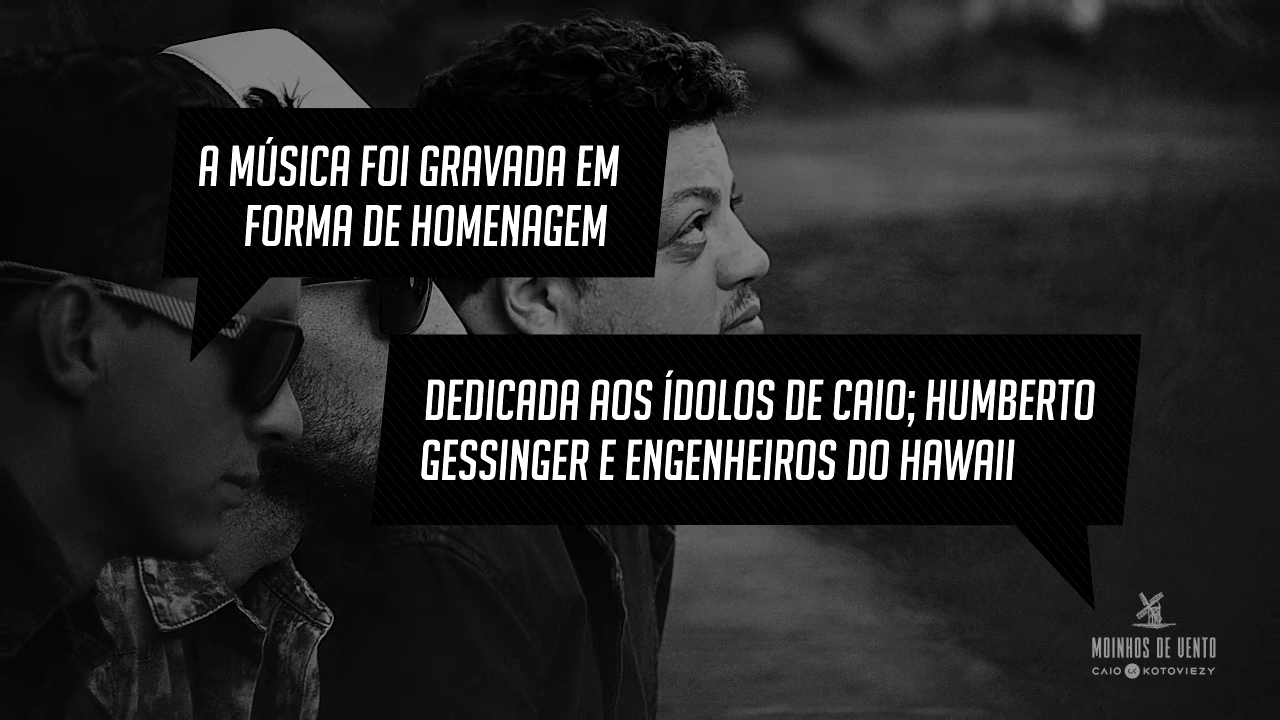 A MÚSICA FOI GRAVADA EM
FORMA DE HOMENAGEM
DEDICADA AOS ÍDOLOS DE CAIO; HUMBERTO
GESSINGER E ENGENHEIROS DO HAWAII
MOINHOS DE VENTO
CAIO CK KOTOVIEZY